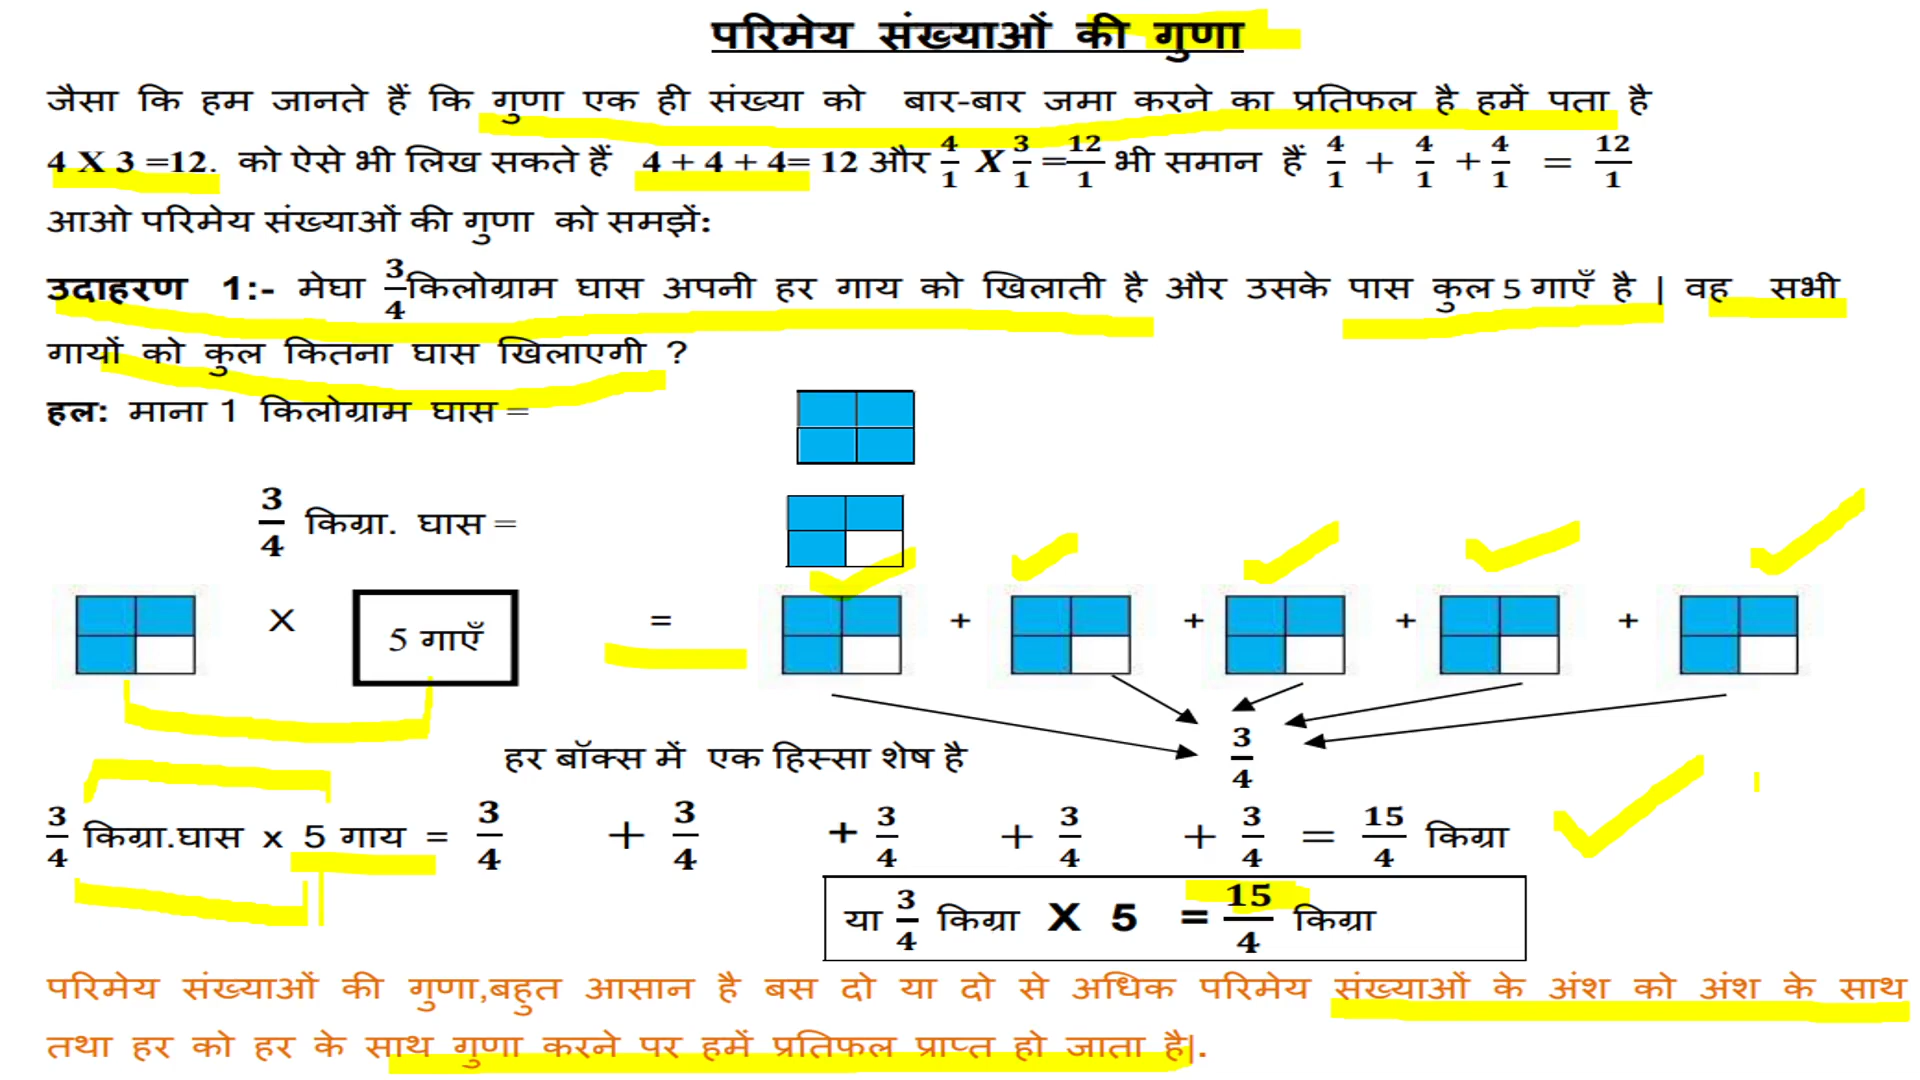 परिमेय संख्याओं की गुणा
जैसा कि हम जानते हैं कि गुणा एक ही संख्या को बार-बार जमा करने का प्रतिफल है हमें पता है
4 X 3 =12. को ऐसे भी लिख सकते हैं 4 + 4 + 4= 12 और 4/1 X 3/1 = 12/1 भी समान हैं 4/1 + 4/1 + 4/1 = 12/1
आओ परिमेय संख्याओं की गुणा को समझें:
उदाहरण 1:- मेघा 3/4 किलोग्राम घास अपनी हर गाय को खिलाती है और उसके पास कुल 5 गाएँ है | वह सभी
गायों को कुल कितना घास खिलाएगी ?
हल: माना 1 किलोग्राम घास =
3/4 किग्रा. घास =
X 5 गाएँ = + + + +
3/4
हर बॉक्स में एक हिस्सा शेष है
3/4 किग्रा.घास x 5 गाय = 3/4 + 3/4 + 3/4 + 3/4 + 3/4 = 15/4 किग्रा
या 3/4 किग्रा X 5 = 15/4 किग्रा
परिमेय संख्याओं की गुणा,बहुत आसान है बस दो या दो से अधिक परिमेय संख्याओं के अंश को अंश के साथ
तथा हर को हर के साथ गुणा करने पर हमें प्रतिफल प्राप्त हो जाता है|.